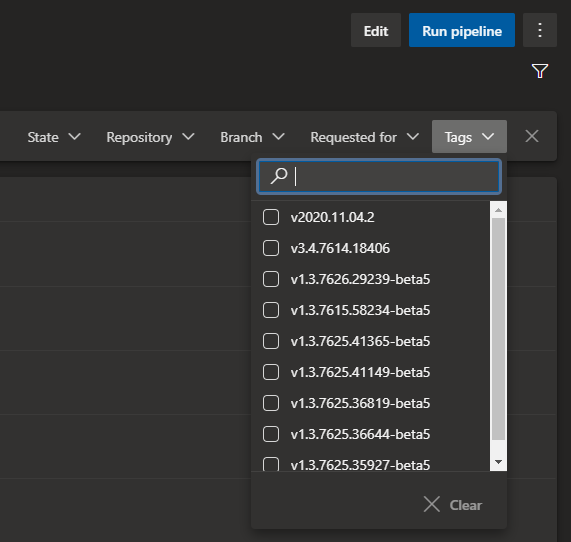 Edit Run pipeline
State Repository Branch Requested for Tags
v2020.11.04.2
v3.4.7614.18406
v1.3.7626.29239-beta5
v1.3.7615.58234-beta5
v1.3.7625.41365-beta5
v1.3.7625.41149-beta5
v1.3.7625.36819-beta5
v1.3.7625.36644-beta5
v1.3.7625.35927-beta5
Clear